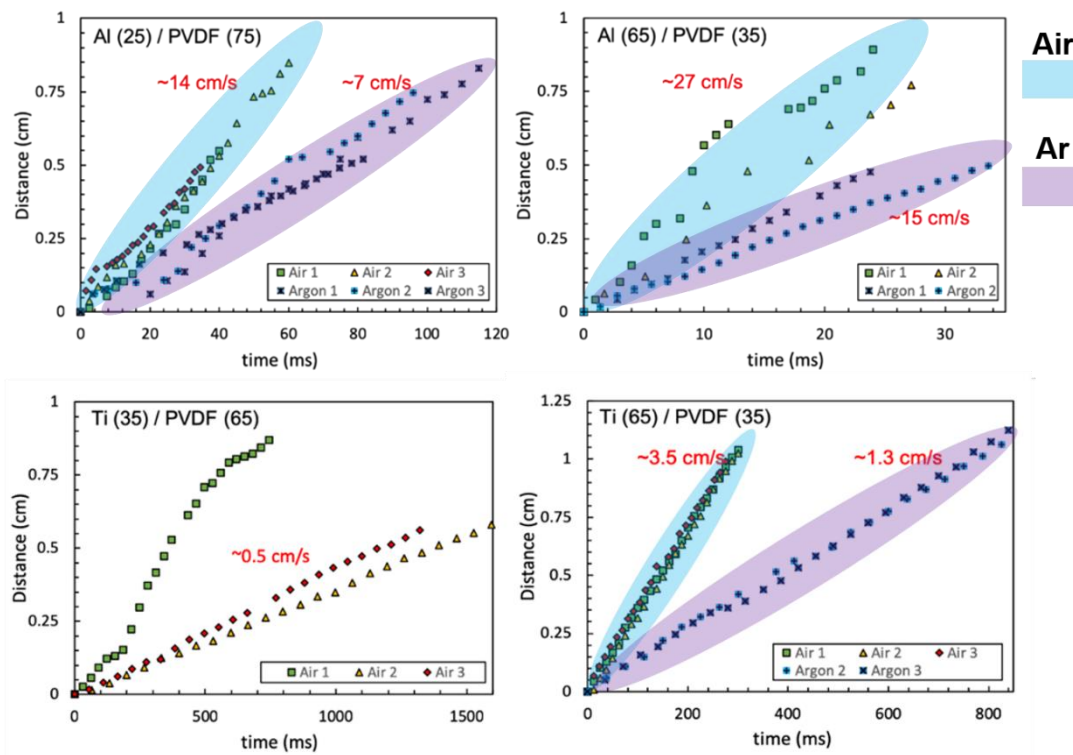 Al (25) / PVDF (75)
~14 cm/s
~7 cm/s
Distance (cm)
1
0.75
0.5
0.25
0
Air 1 Air 2 Air 3
Argon 1 Argon 2 Argon 3
0 20 40 60 80 100 120
time (ms)
Al (65) / PVDF (35)
~27 cm/s
~15 cm/s
Distance (cm)
1
0.75
0.5
0.25
0
Air 1 Air 2
Argon 1 Argon 2
0 10 20 30
time (ms)
Air
Ar
Ti (35) / PVDF (65)
~0.5 cm/s
Distance (cm)
1
0.75
0.5
0.25
0
Air 1 Air 2 Air 3
0 500 1000 1500
time (ms)
Ti (65) / PVDF (35)
~3.5 cm/s
~1.3 cm/s
Distance (cm)
1.25
1
0.75
0.5
0.25
0
Air 1 Air 2 Air 3
Argon 2 Argon 3
0 200 400 600 800
time (ms)